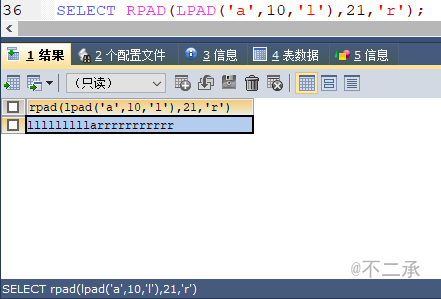 36 SELECT RPAD(LPAD('a',10,'l'),21,'r');
1 结果 2 个配置文件 3 信息 4 表数据 5 信息
（只读）
rpad(lpad('a',10,'l'),21,'r')
lllllllllarrrrrrrrrrr
@不二承
SELECT rpad(lpad('a',10,'l'),21,'r')